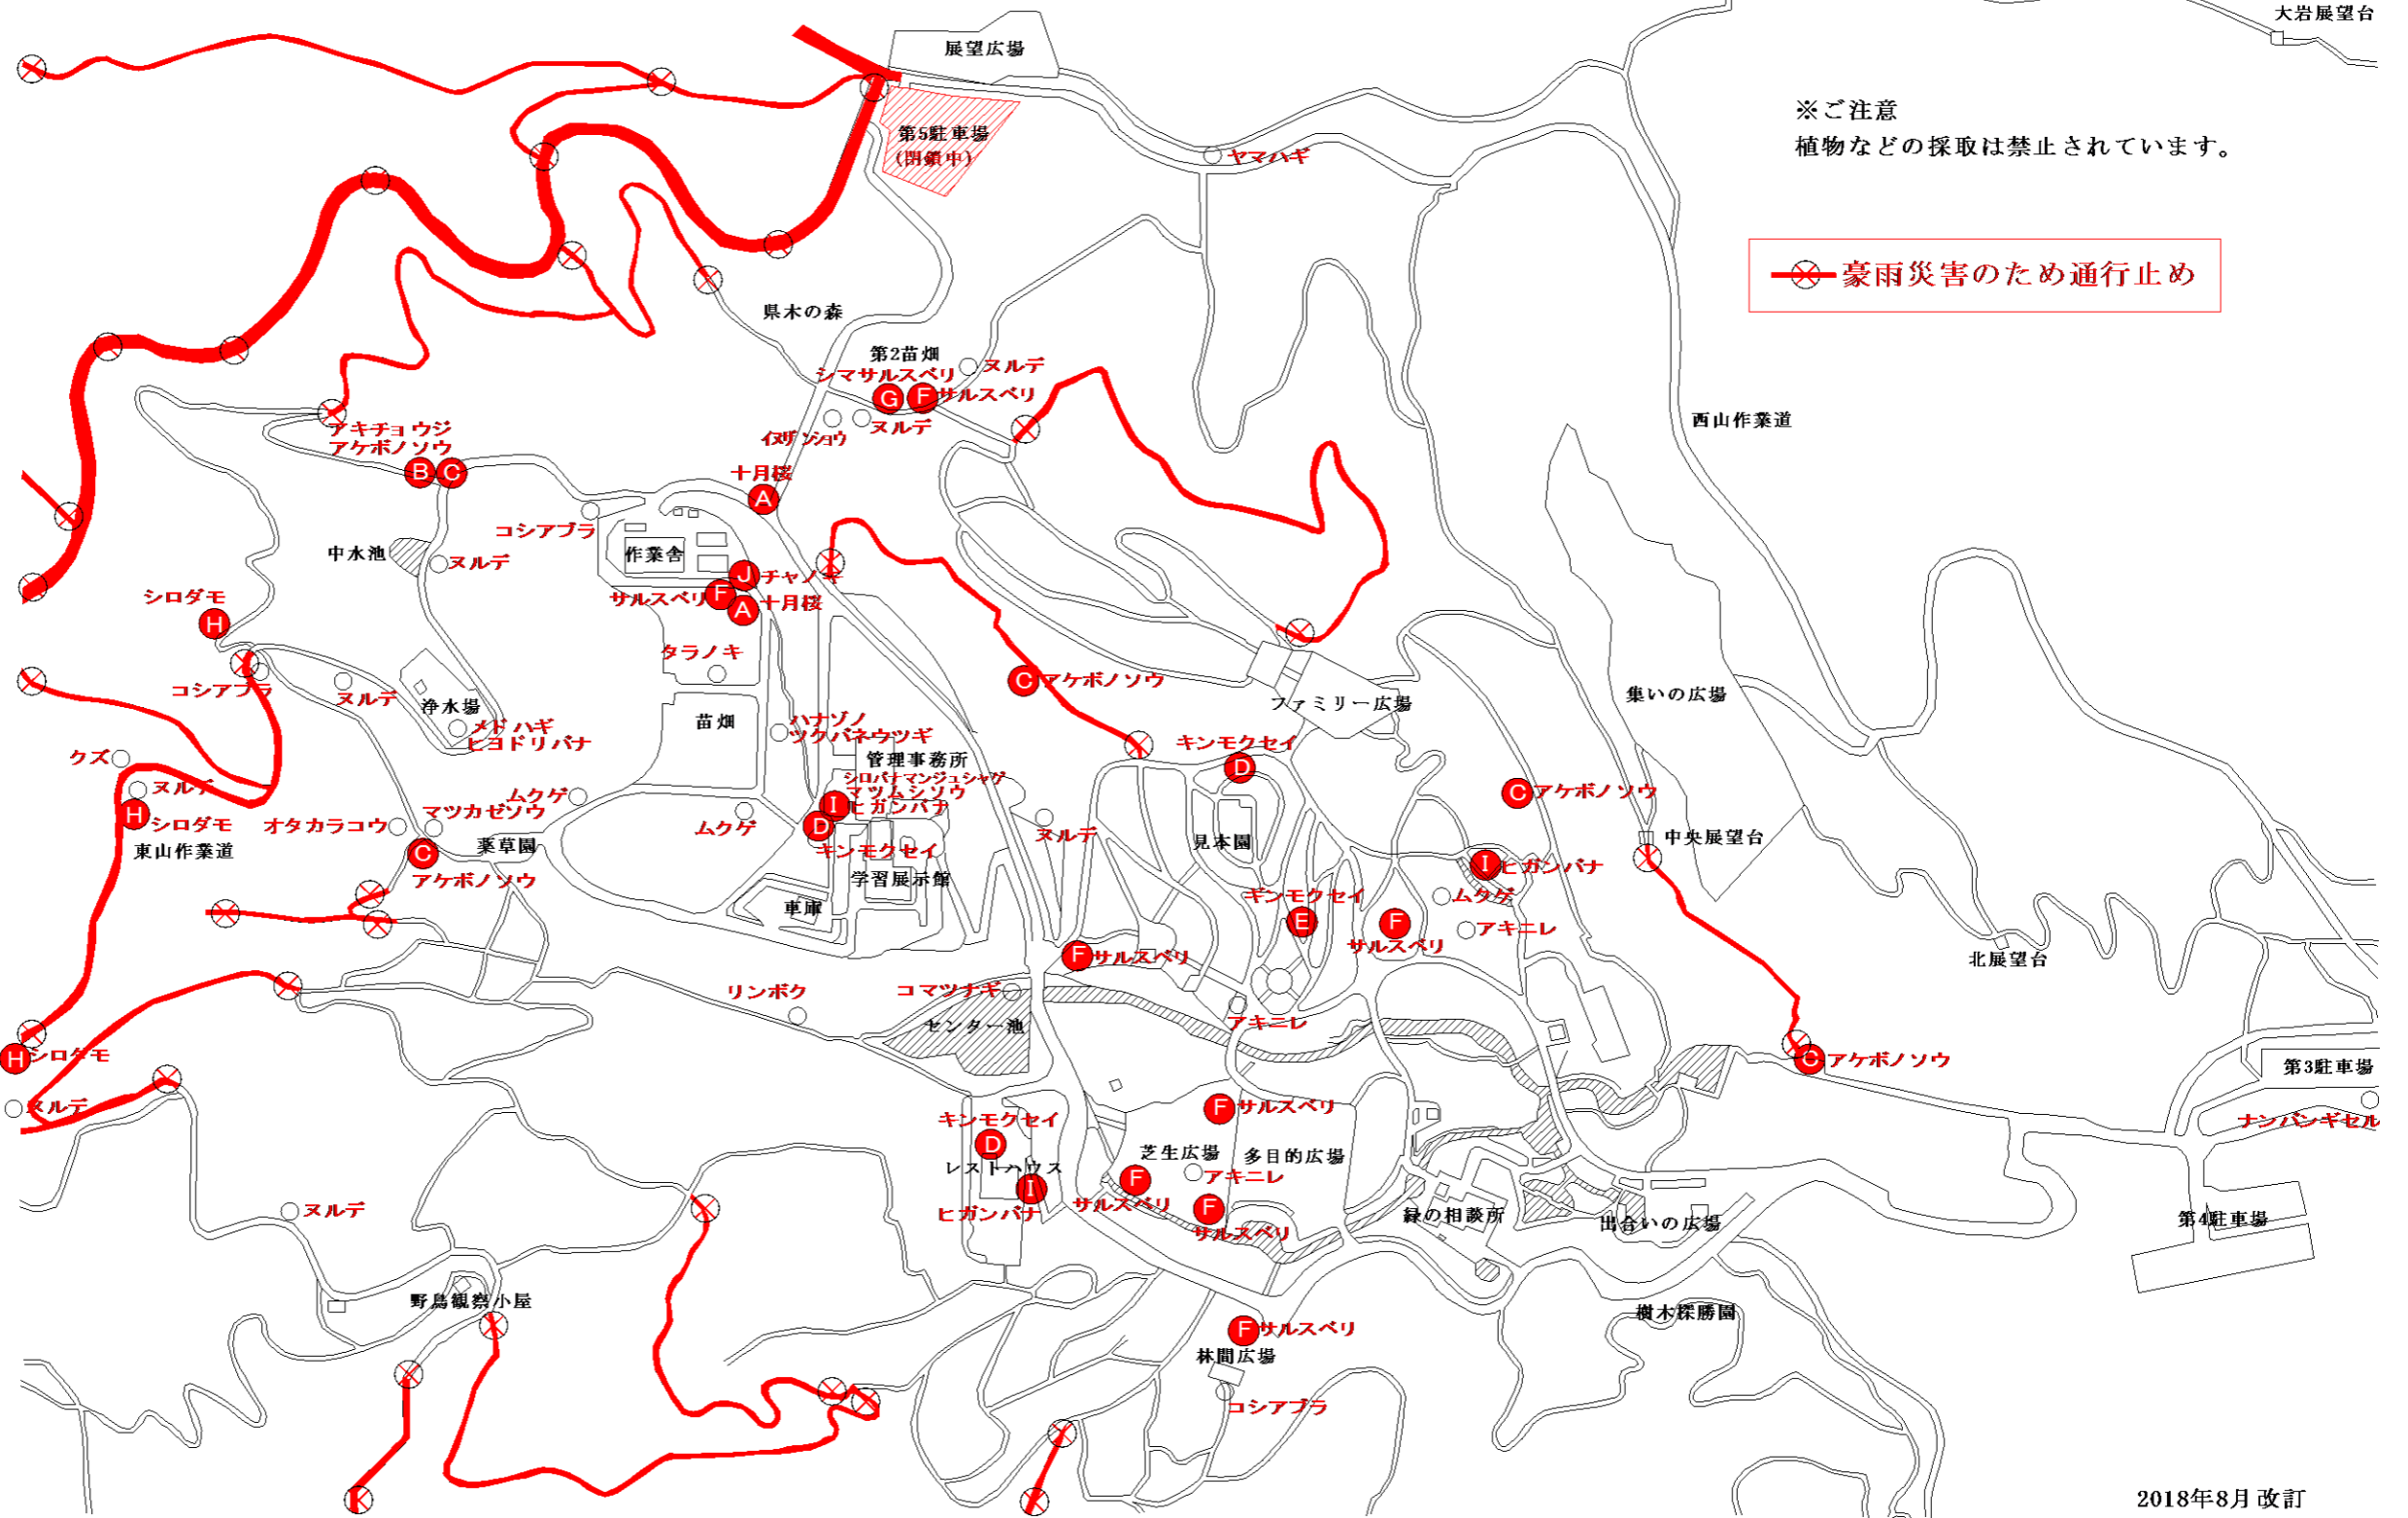 大岩展望台
展望広場
※ご注意
植物などの採取は禁止されています。
第5駐車場
(閉鎖中)
ヤマハギ
豪雨災害のため通行止め
県木の森
第2苗畑
ヌルデ
シマサルスベリ
G
F
サルスベリ
イヌザンショウ
ヌルデ
西山作業道
アキチョウジ
アケボノソウ
B
C
十月桜
A
コシアブラ
作業舎
中水池
ヌルデ
J
チャノキ
サルスベリ
F
A
十月桜
シロダモ
H
タラノキ
C
アケボノソウ
コシアブラ
ヌルデ
浄水場
メドハギ
ヒヨドリバナ
苗畑
ハナゾノ
ツクバネウツギ
ファミリー広場
集いの広場
キンモクセイ
D
クズ
ヌルデ
H
シロダモ
東山作業道
管理事務所
シロバナマンジュシャゲ
マツムシソウ
I
ヒガンバナ
D
キンモクセイ
学習展示館
車庫
ムクゲ
ムクゲ
マツカゼソウ
オタカラコウ
薬草園
C
アケボノソウ
ヌルデ
見本園
C
アケボノソウ
中央展望台
I
ヒガンバナ
ムクゲ
アキニレ
ギンモクセイ
E
F
サルスベリ
F
サルスベリ
北展望台
リンボク
コマツナギ
センター池
アキニレ
H
シロダモ
ヌルデ
C
アケボノソウ
第3駐車場
ナンバンギセル
F
サルスベリ
キンモクセイ
D
レストハウス
I
ヒガンバナ
芝生広場
多目的広場
アキニレ
F
サルスベリ
F
サルスベリ
緑の相談所
出合いの広場
第4駐車場
ヌルデ
野鳥観察小屋
樹木探勝園
F
サルスベリ
林間広場
コシアブラ
2018年8月改訂